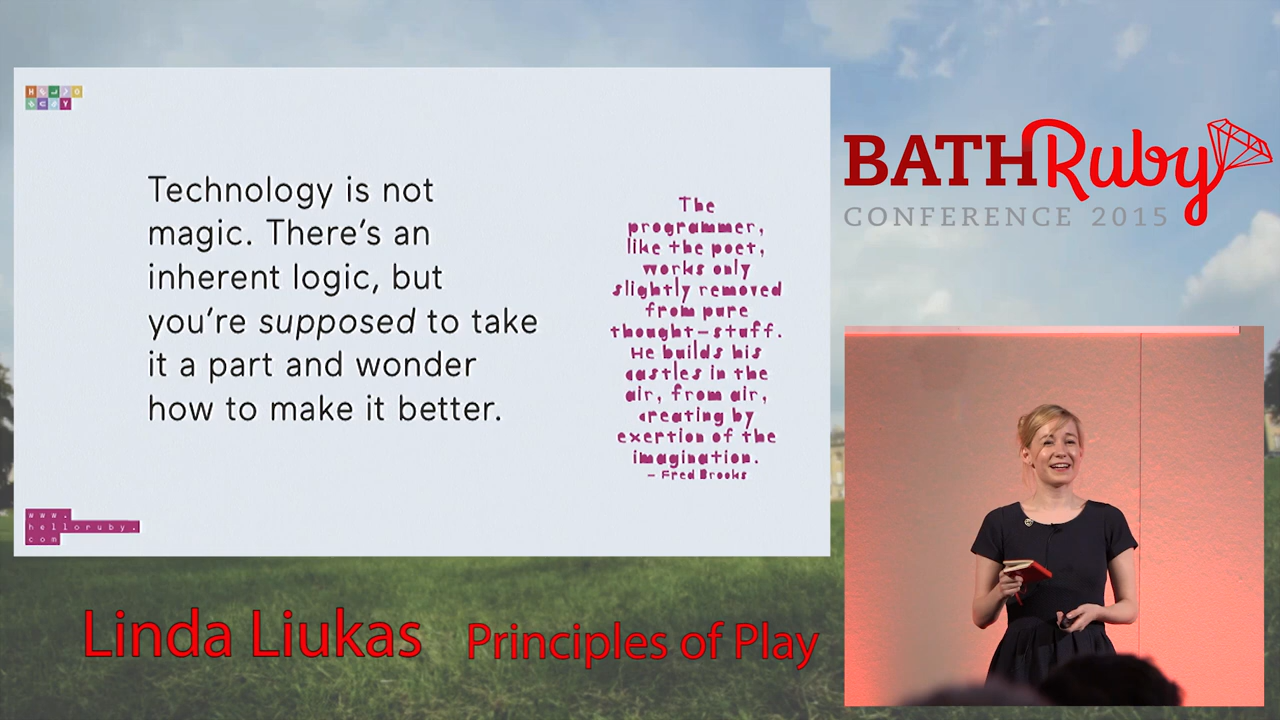 HELLO
RUBY
Technology is not
magic. There's an
inherent logic, but
you're supposed to take
it a part and wonder
how to make it better.
The
programmer,
like the poet,
works only
slightly removed
from pure
thought-stuff.
He builds his
castles in the
air, from air,
creating by
exertion of the
imagination.
- Fred Brooks
www.
helloruby.
com
BATHRuby
CONFERENCE 2015
Linda Liukas Principles of Play